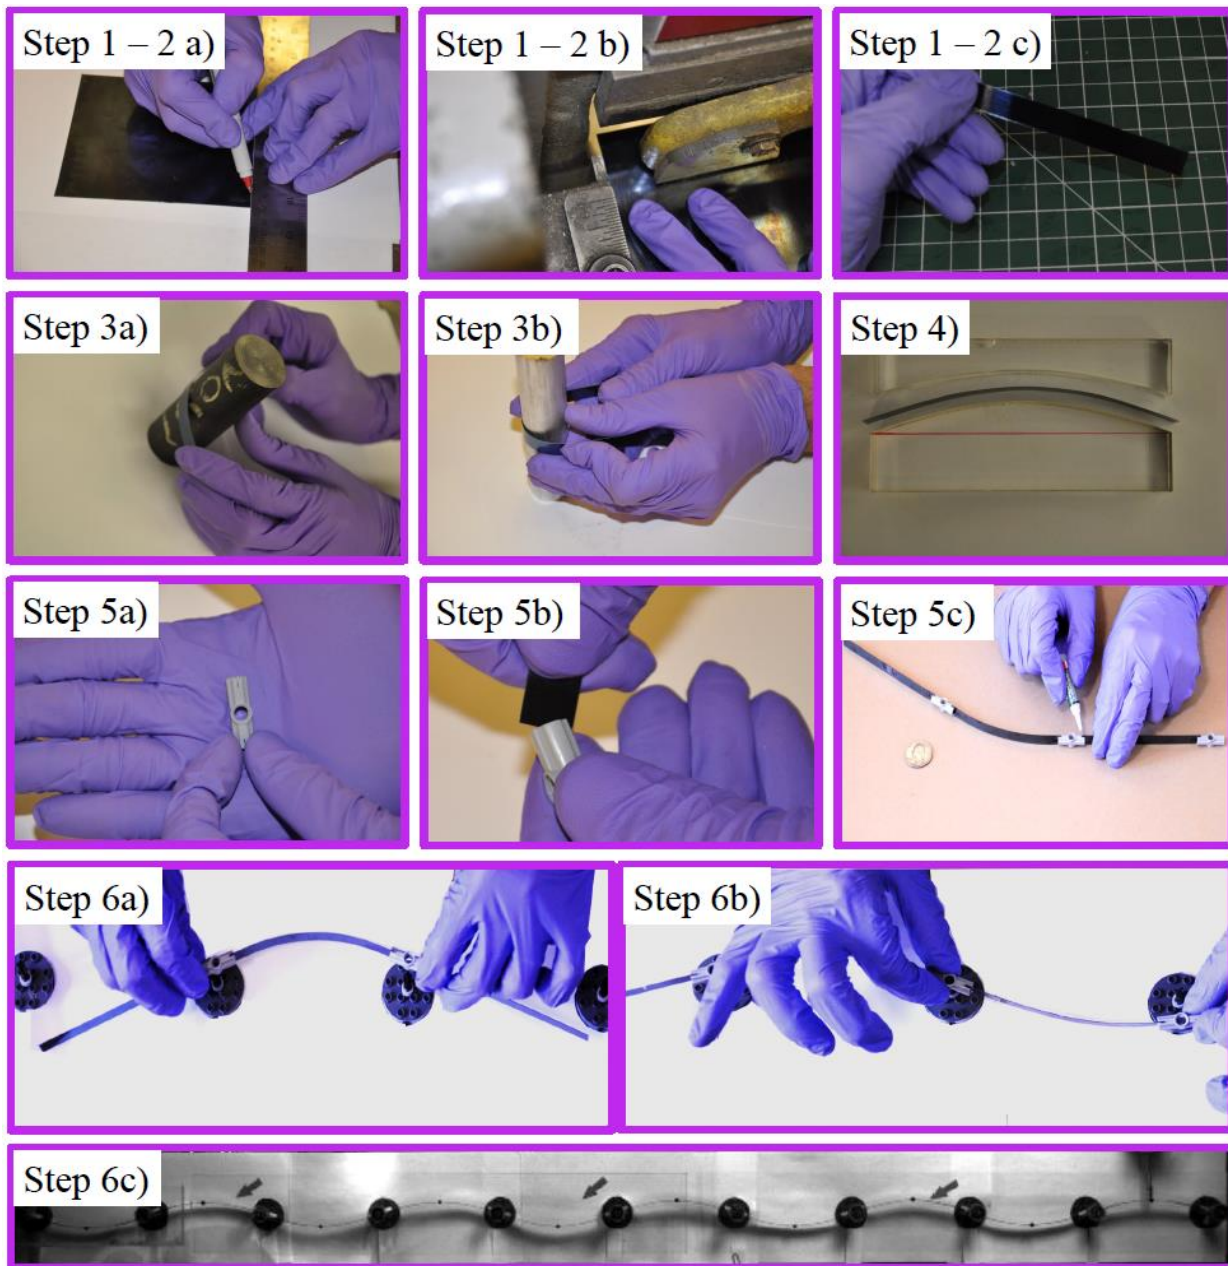 Step 1 – 2 a)
Step 1 – 2 b)
Step 1 – 2 c)
Step 3a)
Step 3b)
Step 4)
Step 5a)
Step 5b)
Step 5c)
Step 6a)
Step 6b)
Step 6c)